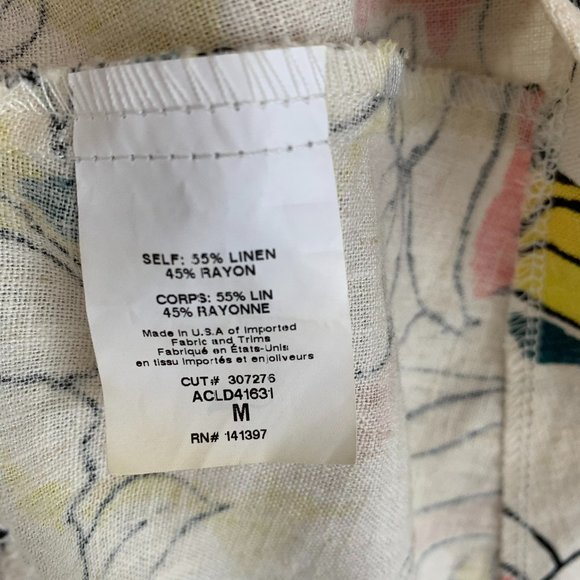 SELF: 55% LINEN
45% RAYON
CORPS: 55% LIN
45% RAYONNE
Made in U.S.A of Imported
Fabric and Trims
Fabriqué en États-Unis
en tissu importés et enjoliveurs
CUT# 307276
ACLD41631
M
RN# 141397